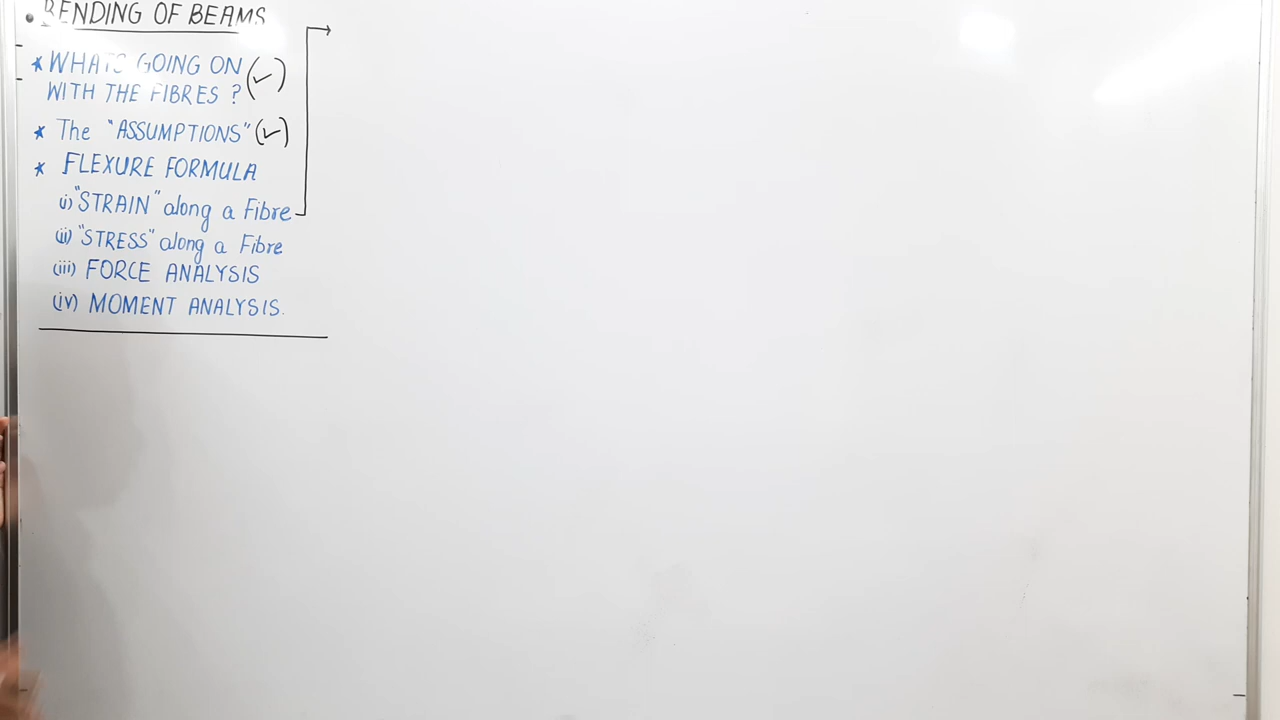 • BENDING OF BEAMS
* WHATS GOING ON (✓)
WITH THE FIBRES ?
* The "ASSUMPTIONS" (✓)
* FLEXURE FORMULA
i) "STRAIN" along a Fibre
(ii) "STRESS" along a Fibre
(iii) FORCE ANALYSIS
(iv) MOMENT ANALYSIS.